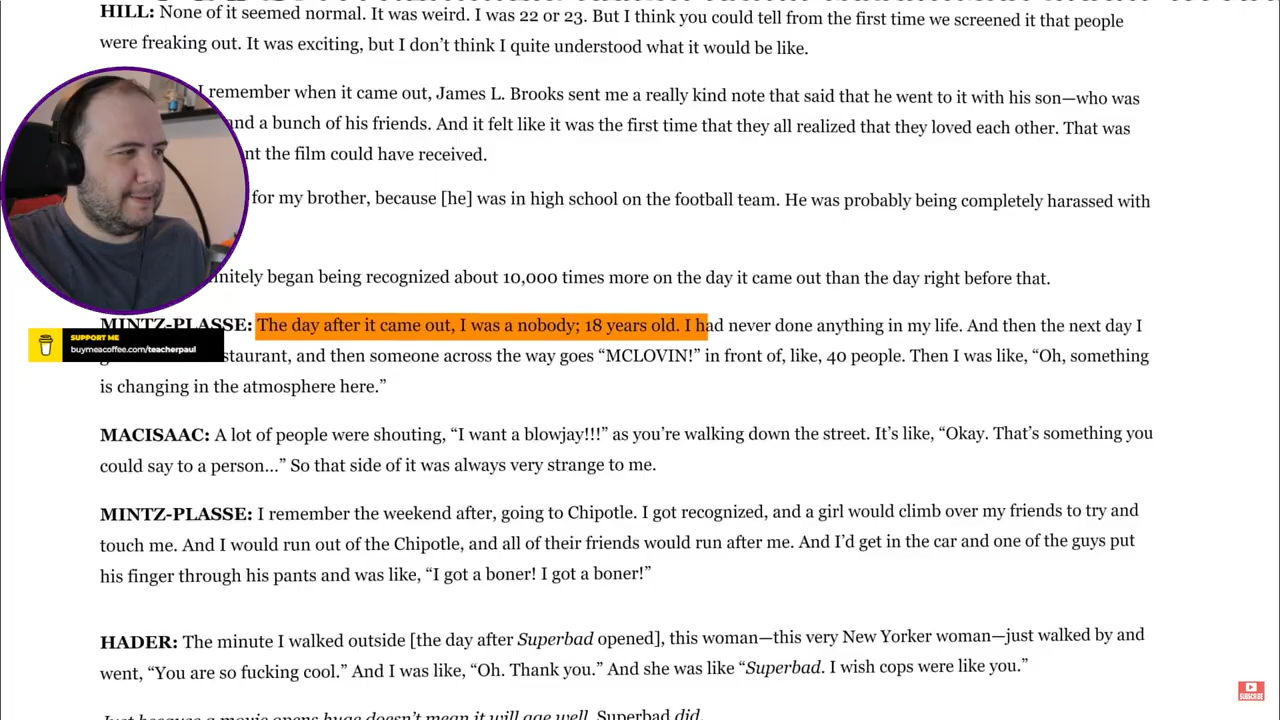 HILL: None of it seemed normal. It was weird. I was 22 or 23. But I think you could tell from the first time we screened it that people
were freaking out. It was exciting, but I don’t think I quite understood what it would be like.
I remember when it came out, James L. Brooks sent me a really kind note that said that he went to it with his son—who was
and a bunch of his friends. And it felt like it was the first time that they all realized that they loved each other. That was
the film could have received.
for my brother, because [he] was in high school on the football team. He was probably being completely harassed with
began being recognized about 10,000 times more on the day it came out than the day right before that.
MINTZ-PLASSE: The day after it came out, I was a nobody; 18 years old. I had never done anything in my life. And then the next day I
SUPPORT ME
buymeacoffee.com/teacherpaul
and then someone across the way goes “MCLOVIN!” in front of, like, 40 people. Then I was like, “Oh, something
is changing in the atmosphere here.”
MACISAAC: A lot of people were shouting, “I want a blowjay!!!” as you’re walking down the street. It’s like, “Okay. That’s something you
could say to a person...” So that side of it was always very strange to me.
MINTZ-PLASSE: I remember the weekend after, going to Chipotle. I got recognized, and a girl would climb over my friends to try and
touch me. And I would run out of the Chipotle, and all of their friends would run after me. And I’d get in the car and one of the guys put
his finger through his pants and was like, “I got a boner! I got a boner!”
HADER: The minute I walked outside [the day after Superbad opened], this woman—this very New Yorker woman—just walked by and
went, “You are so fucking cool.” And I was like, “Oh. Thank you.” And she was like “Superbad. I wish cops were like you.”
Just because a movie opens huge doesn’t mean it will age well. Superbad did.
SUBSCRIBE